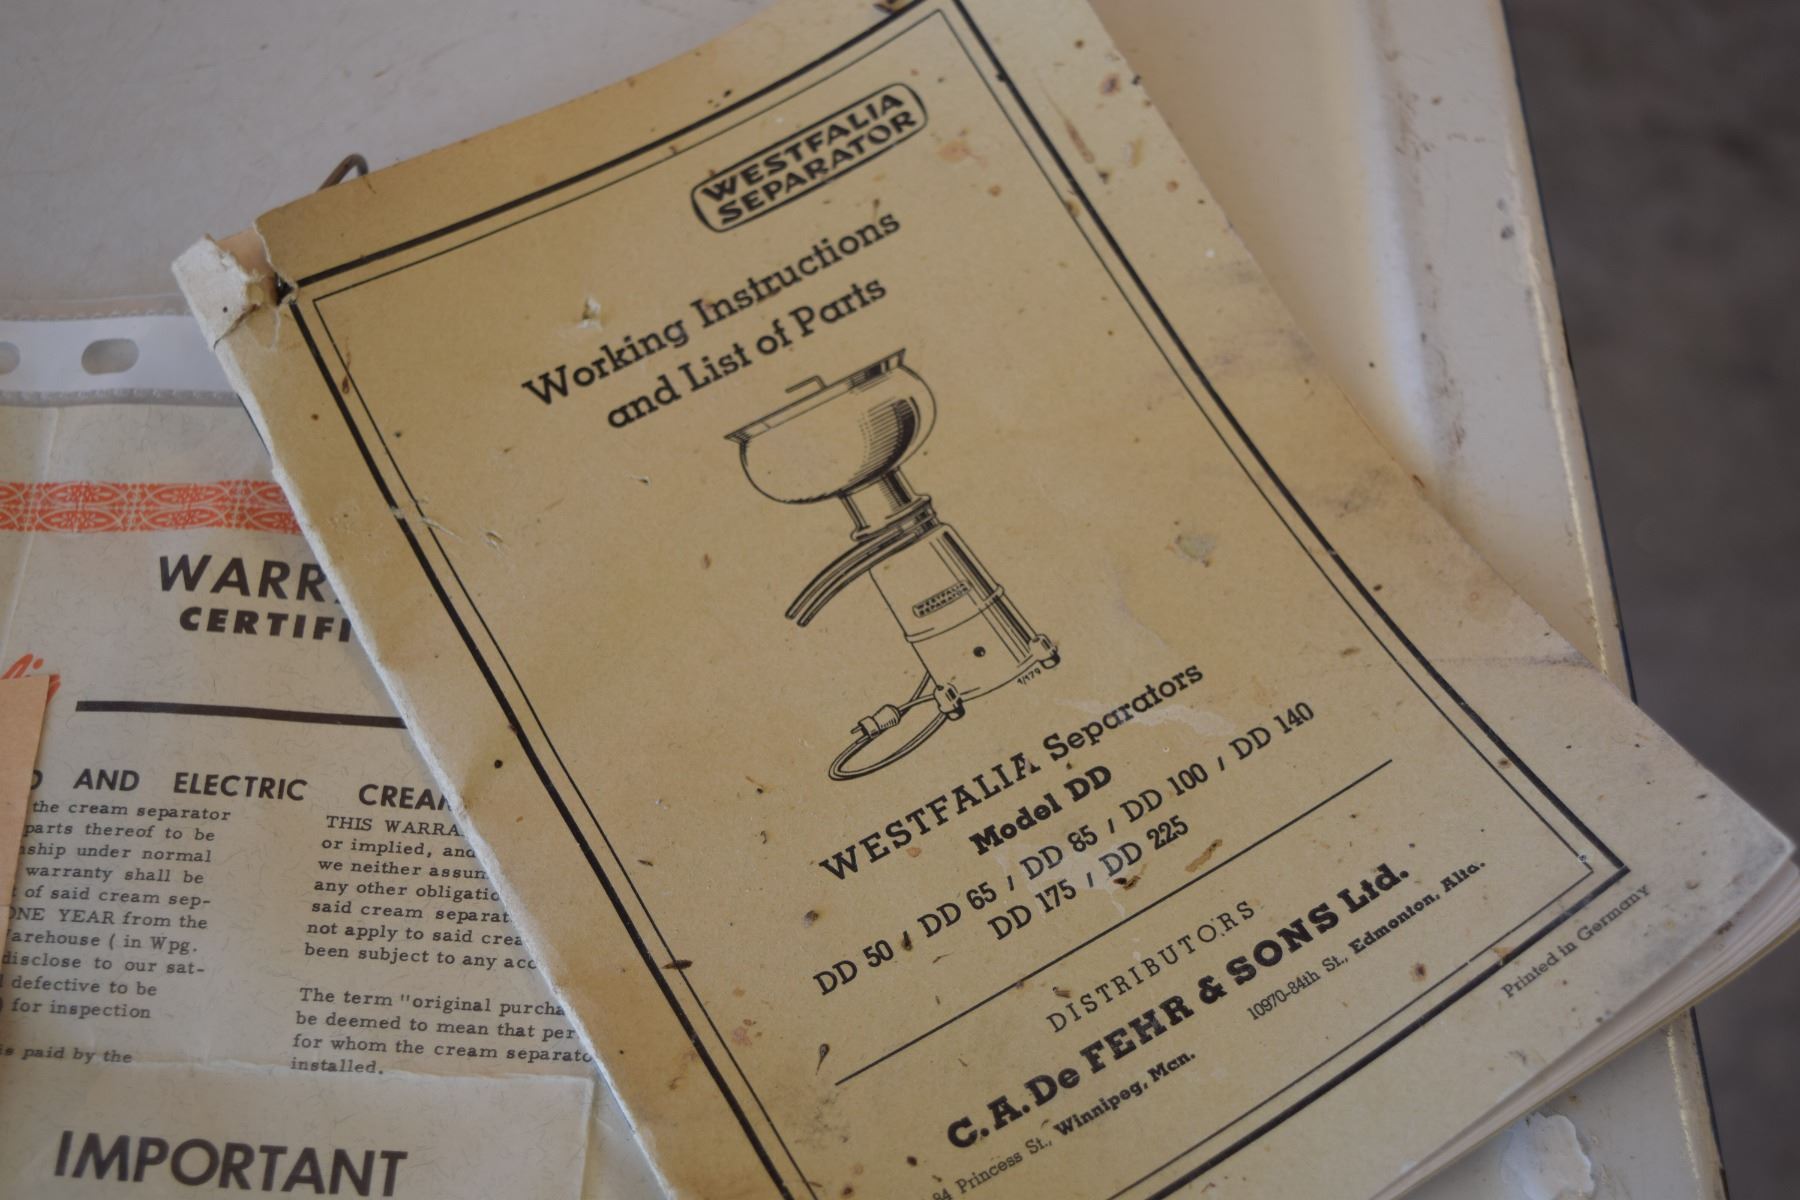 WESTFALIA
SEPARATOR
Working Instructions
and List of Parts
WESTFALIA
SEPARATOR
1/179
WESTFALIA Separators
Model DD
DD 50 / DD 65 / DD 85 / DD 100 / DD 140
DD 175 / DD 225
DISTRIBUTORS
C. A. De FEHR & SONS Ltd.
84 Princess St., Winnipeg, Man.
10970-84th St., Edmonton, Alta.
Printed in Germany
WARR
CERTIFI
AND ELECTRIC CREA
the cream separator
parts thereof to be
ship under normal
warranty shall be
of said cream sep-
ONE YEAR from the
arehouse ( in Wpg.
disclose to our sat-
defective to be
) for inspection
is paid by the
THIS WARRA
or implied, and
we neither assum
any other obligatio
said cream separat
not apply to said crea
been subject to any acc
The term "original purcha
be deemed to mean that per
for whom the cream separato
installed.
IMPORTANT